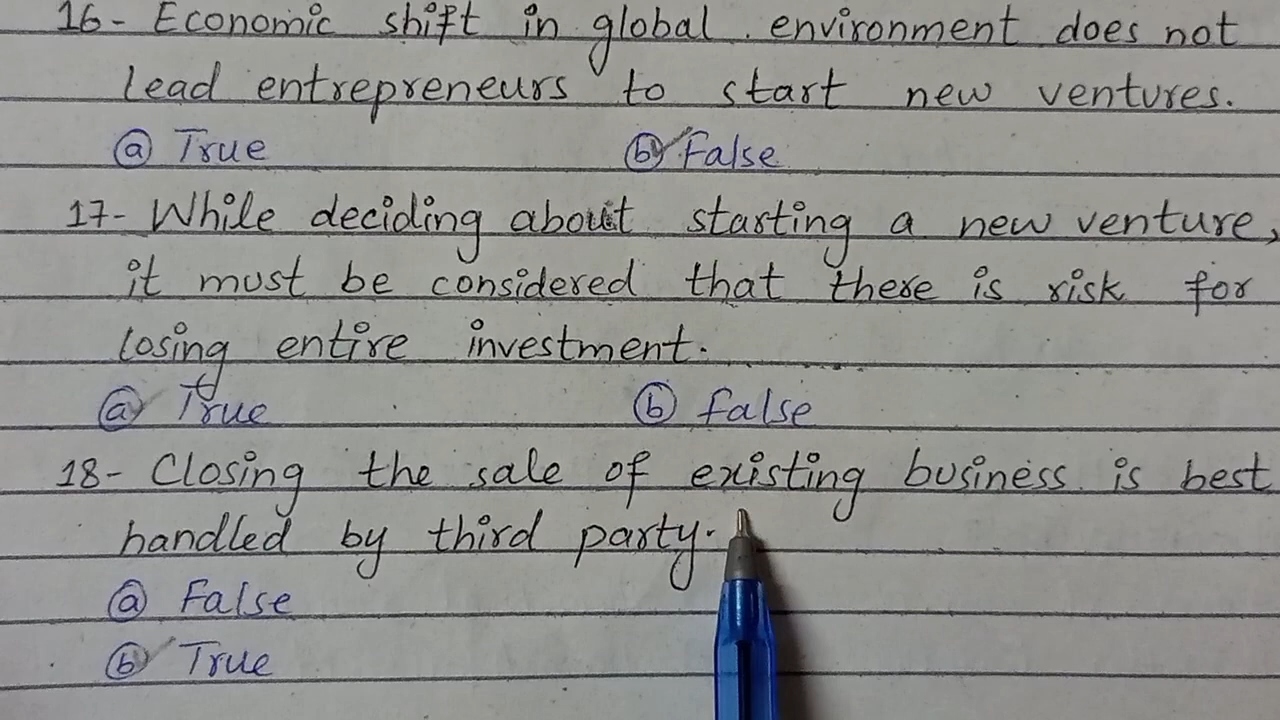 16- Economic shift in global environment does not
lead entrepreneurs to start new ventures.
ⓐ True ⓑ False
17- While deciding about starting a new venture,
it must be considered that there is risk for
losing entire investment.
ⓐ True ⓑ false
18- Closing the sale of existing business is best
handled by third party.
ⓐ False
ⓑ True